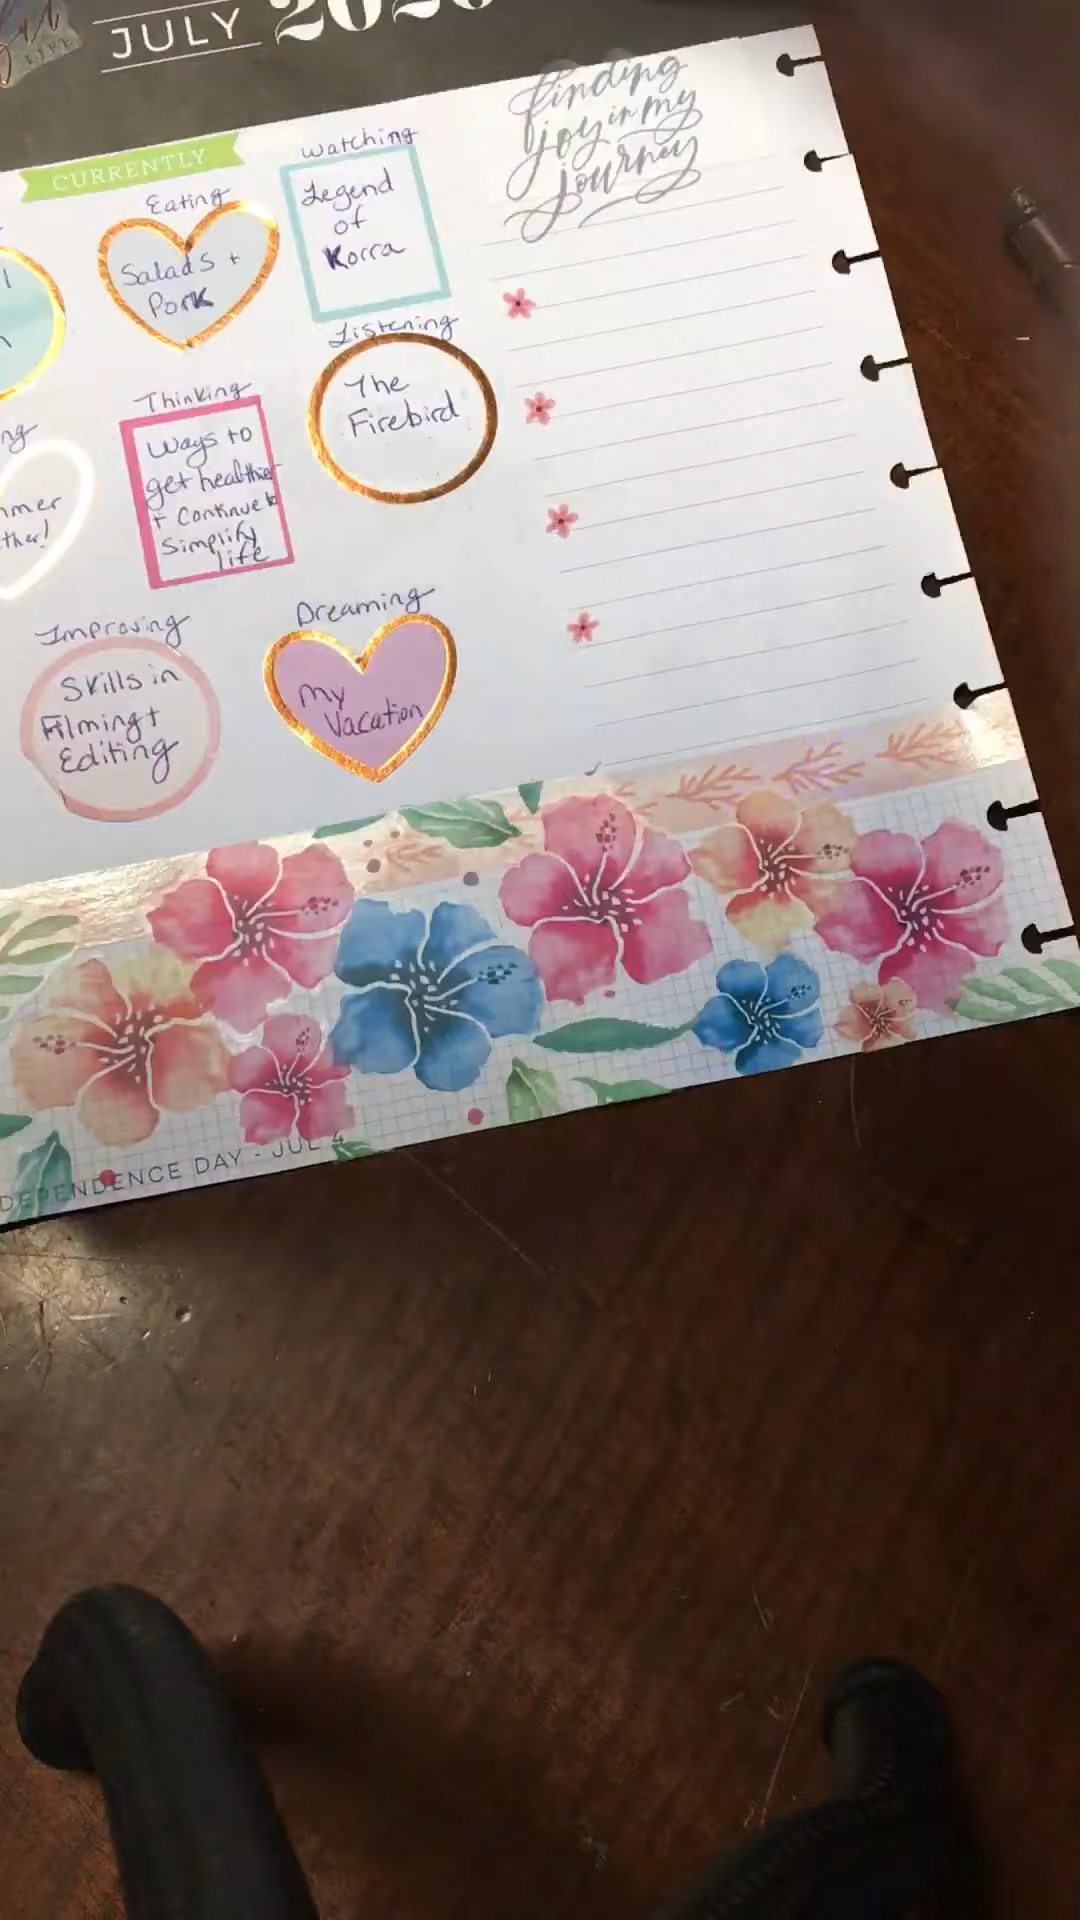 LIFE
JULY 2020
CURRENTLY
Eating
Salads +
Pork
Watching
Legend
of
Korra
finding
joy in my
journey
Thinking
Ways to
get healthier
+ Continue to
Simplify
life
Listening
The
Firebird
Improving
Skills in
Filming +
Editing
Dreaming
My
Vacation
DEPENDENCE DAY - JUL 4